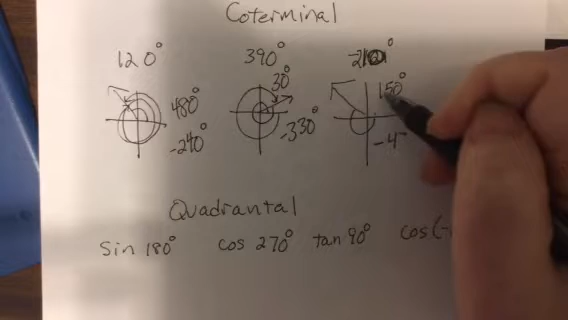 Coterminal
120° 390° -210°
30° 150°
480°
-240° -330° -4
Quadrantal
sin 180° cos 270° tan 90° cos(-